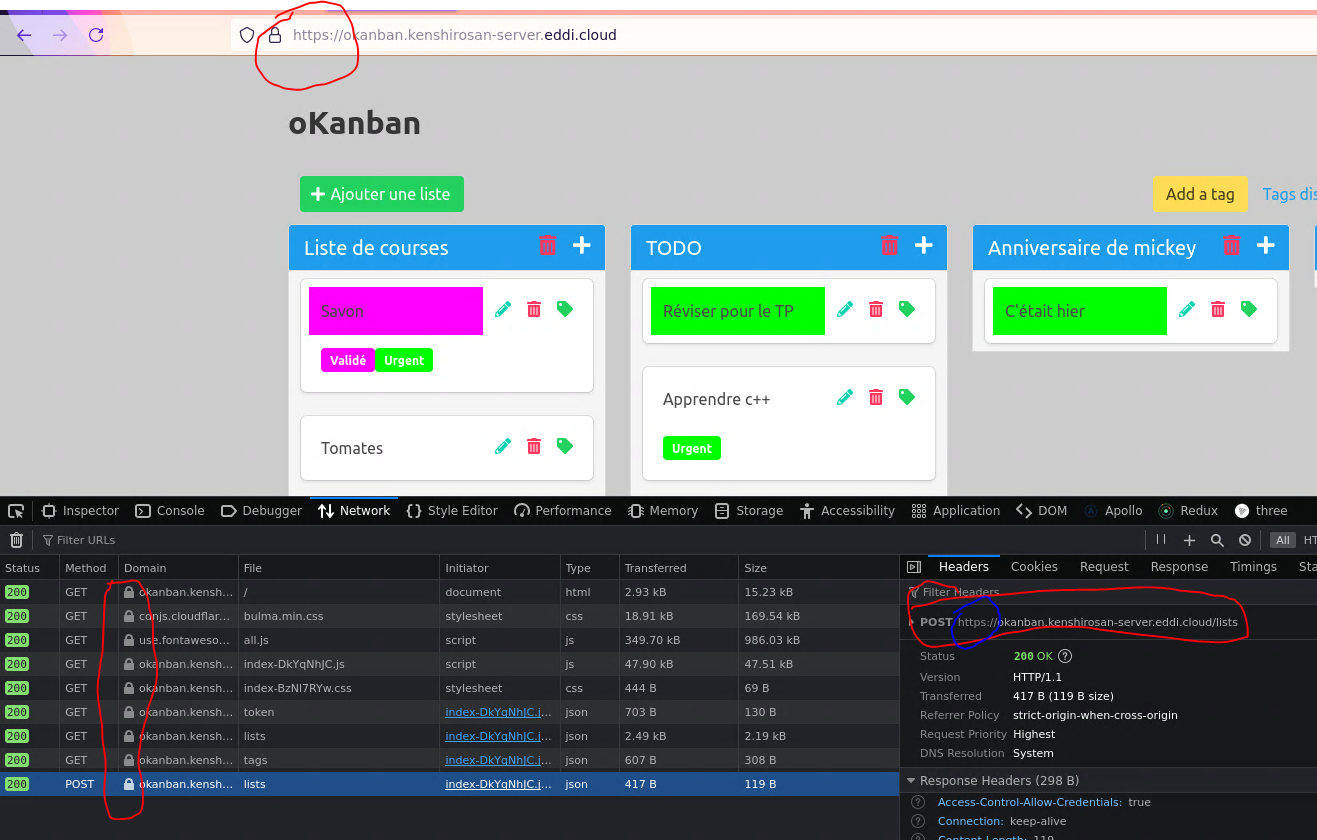 https://okanban.kenshirosan-server.eddi.cloud
oKanban
Ajouter une liste
Add a tag Tags dis
Liste de courses
TODO
Anniversaire de mickey
Savon
Réviser pour le TP
C'était hier
Validé Urgent
Apprendre c++
Tomates
Urgent
Inspector Console Debugger Network Style Editor Performance Memory Storage Accessibility Application DOM Apollo Redux three
Filter URLs
All HT
Status Method Domain File Initiator Type Transferred Size
Headers Cookies Request Response Timings Sta
200 GET okanban.kensh… / document html 2.93 kB 15.23 kB
200 GET cdnjs.cloudflar… bulma.min.css stylesheet css 18.91 kB 169.54 kB
200 GET use.fontaweso… all.js script js 349.70 kB 986.03 kB
200 GET okanban.kensh… index-DkYqNhJC.js script js 47.90 kB 47.51 kB
200 GET okanban.kensh… index-BzNl7RYw.css stylesheet css 444 B 69 B
200 GET okanban.kensh… token index-DkYqNhJC.j… json 703 B 130 B
200 GET okanban.kensh… lists index-DkYqNhJC.j… json 2.49 kB 2.19 kB
200 GET okanban.kensh… tags index-DkYqNhJC.j… json 607 B 308 B
200 POST okanban.kensh… lists index-DkYqNhJC.j… json 417 B 119 B
Filter Headers
POST https://okanban.kenshirosan-server.eddi.cloud/lists
Status 200 OK
Version HTTP/1.1
Transferred 417 B (119 B size)
Referrer Policy strict-origin-when-cross-origin
Request Priority Highest
DNS Resolution System
Response Headers (298 B)
Access-Control-Allow-Credentials: true
Connection: keep-alive
Content-Length: 119